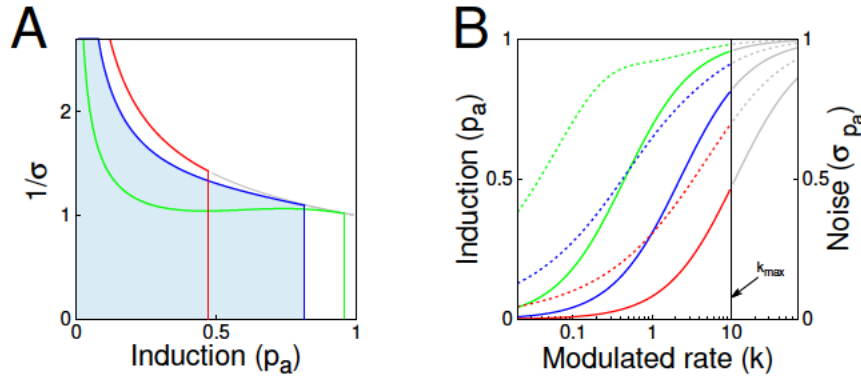 A
1/σ
2
1
0
0
0.5
1
Induction (pₐ)
B
Induction (pₐ)
1
0.5
0
0.1
1
10
Modulated rate (k)
kₘₐₓ
1
0.5
0
Noise (σ pₐ)